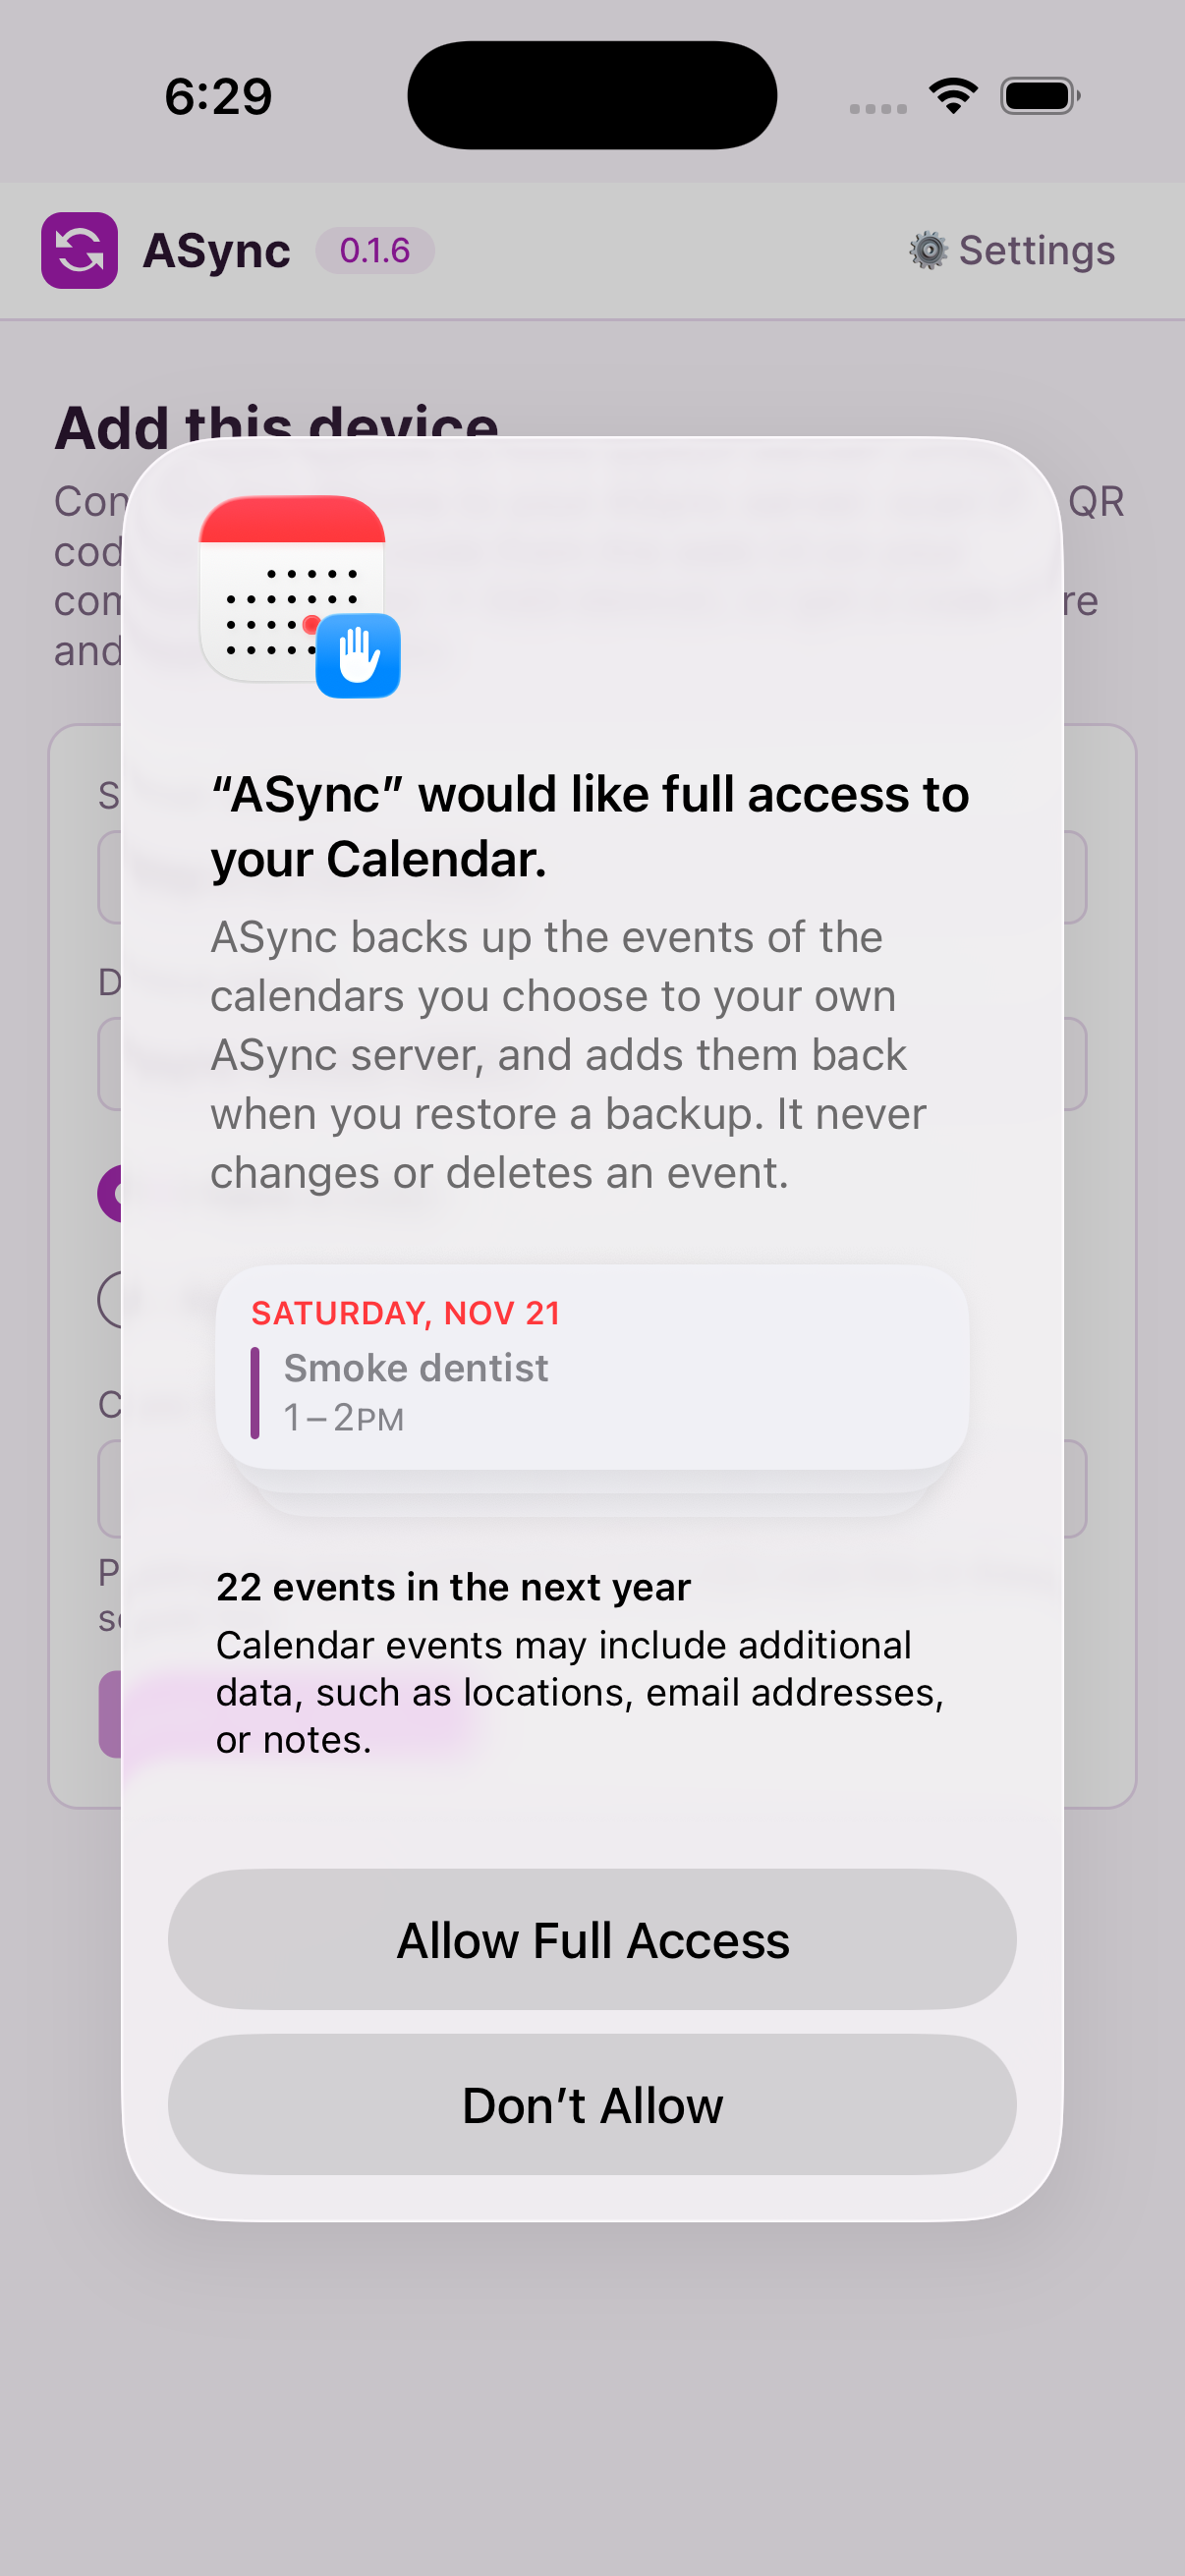 6:29
ASync 0.1.6 ⚙️ Settings
Add this device
QR
and
“ASync” would like full access to
your Calendar.
ASync backs up the events of the
calendars you choose to your own
ASync server, and adds them back
when you restore a backup. It never
changes or deletes an event.
SATURDAY, NOV 21
Smoke dentist
1–2PM
22 events in the next year
Calendar events may include additional
data, such as locations, email addresses,
or notes.
Allow Full Access
Don’t Allow